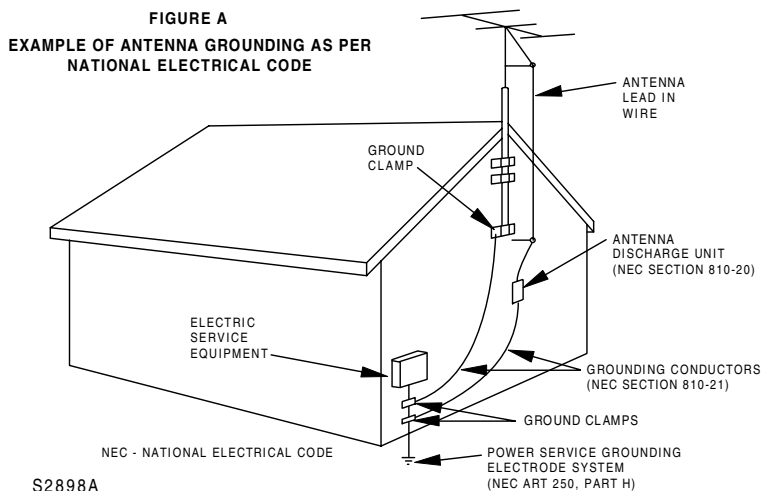 FIGURE A
EXAMPLE OF ANTENNA GROUNDING AS PER
NATIONAL ELECTRICAL CODE
ANTENNA
LEAD IN
WIRE
GROUND
CLAMP
ANTENNA
DISCHARGE UNIT
(NEC SECTION 810-20)
ELECTRIC
SERVICE
EQUIPMENT
GROUNDING CONDUCTORS
(NEC SECTION 810-21)
GROUND CLAMPS
NEC - NATIONAL ELECTRICAL CODE
POWER SERVICE GROUNDING
ELECTRODE SYSTEM
(NEC ART 250, PART H)
S2898A